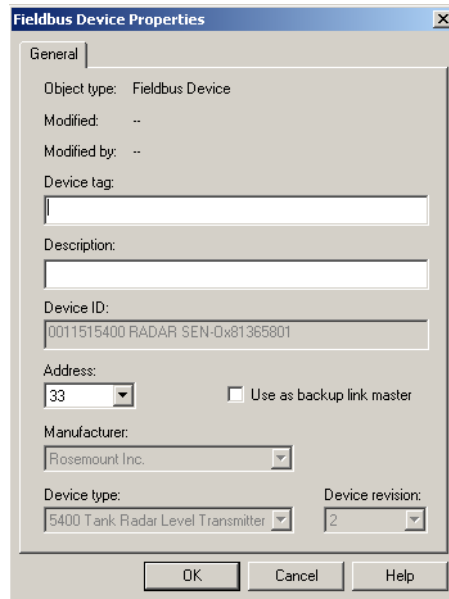 Fieldbus Device Properties
General
Object type: Fieldbus Device
Modified: --
Modified by: --
Device tag:
Description:
Device ID:
0011515400 RADAR SEN-0x81365801
Address:
33
Use as backup link master
Manufacturer:
Rosemount Inc.
Device type: Device revision:
5400 Tank Radar Level Transmitter 2
OK Cancel Help